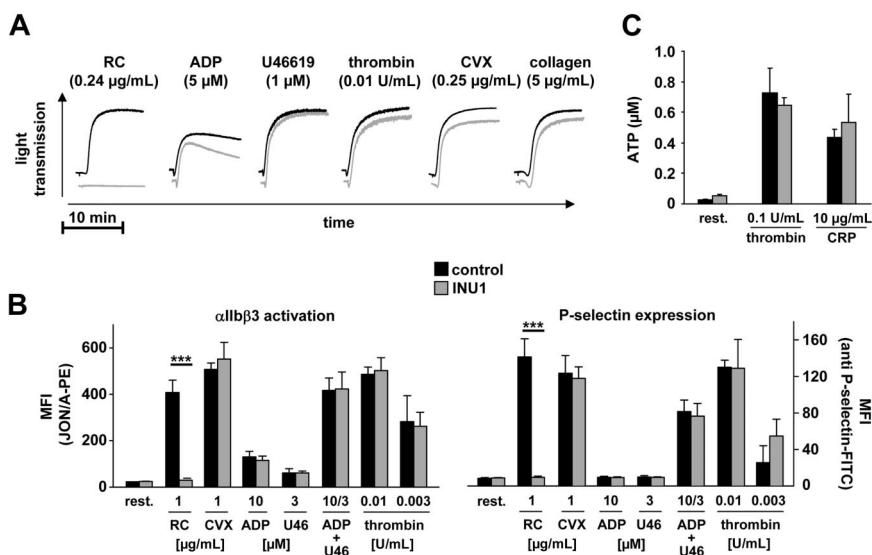 A
RC
(0.24 µg/mL)
ADP
(5 µM)
U46619
(1 µM)
thrombin
(0.01 U/mL)
CVX
(0.25 µg/mL)
collagen
(5 µg/mL)
light
transmission
10 min
time
C
ATP (µM)
1.0
0.8
0.6
0.4
0.2
0
rest.
0.1 U/mL
thrombin
10 µg/mL
CRP
control
INU1
B
αIIbβ3 activation
MFI
(JON/A-PE)
600
400
200
0
***
rest. 1 1 10 3 10/3 0.01 0.003
RC CVX ADP U46 ADP + U46 thrombin
[µg/mL] [µM] [U/mL]
P-selectin expression
***
160
120
80
40
0
MFI
(anti P-selectin-FITC)
rest. 1 1 10 3 10/3 0.01 0.003
RC CVX ADP U46 ADP + U46 thrombin
[µg/mL] [µM] [U/mL]